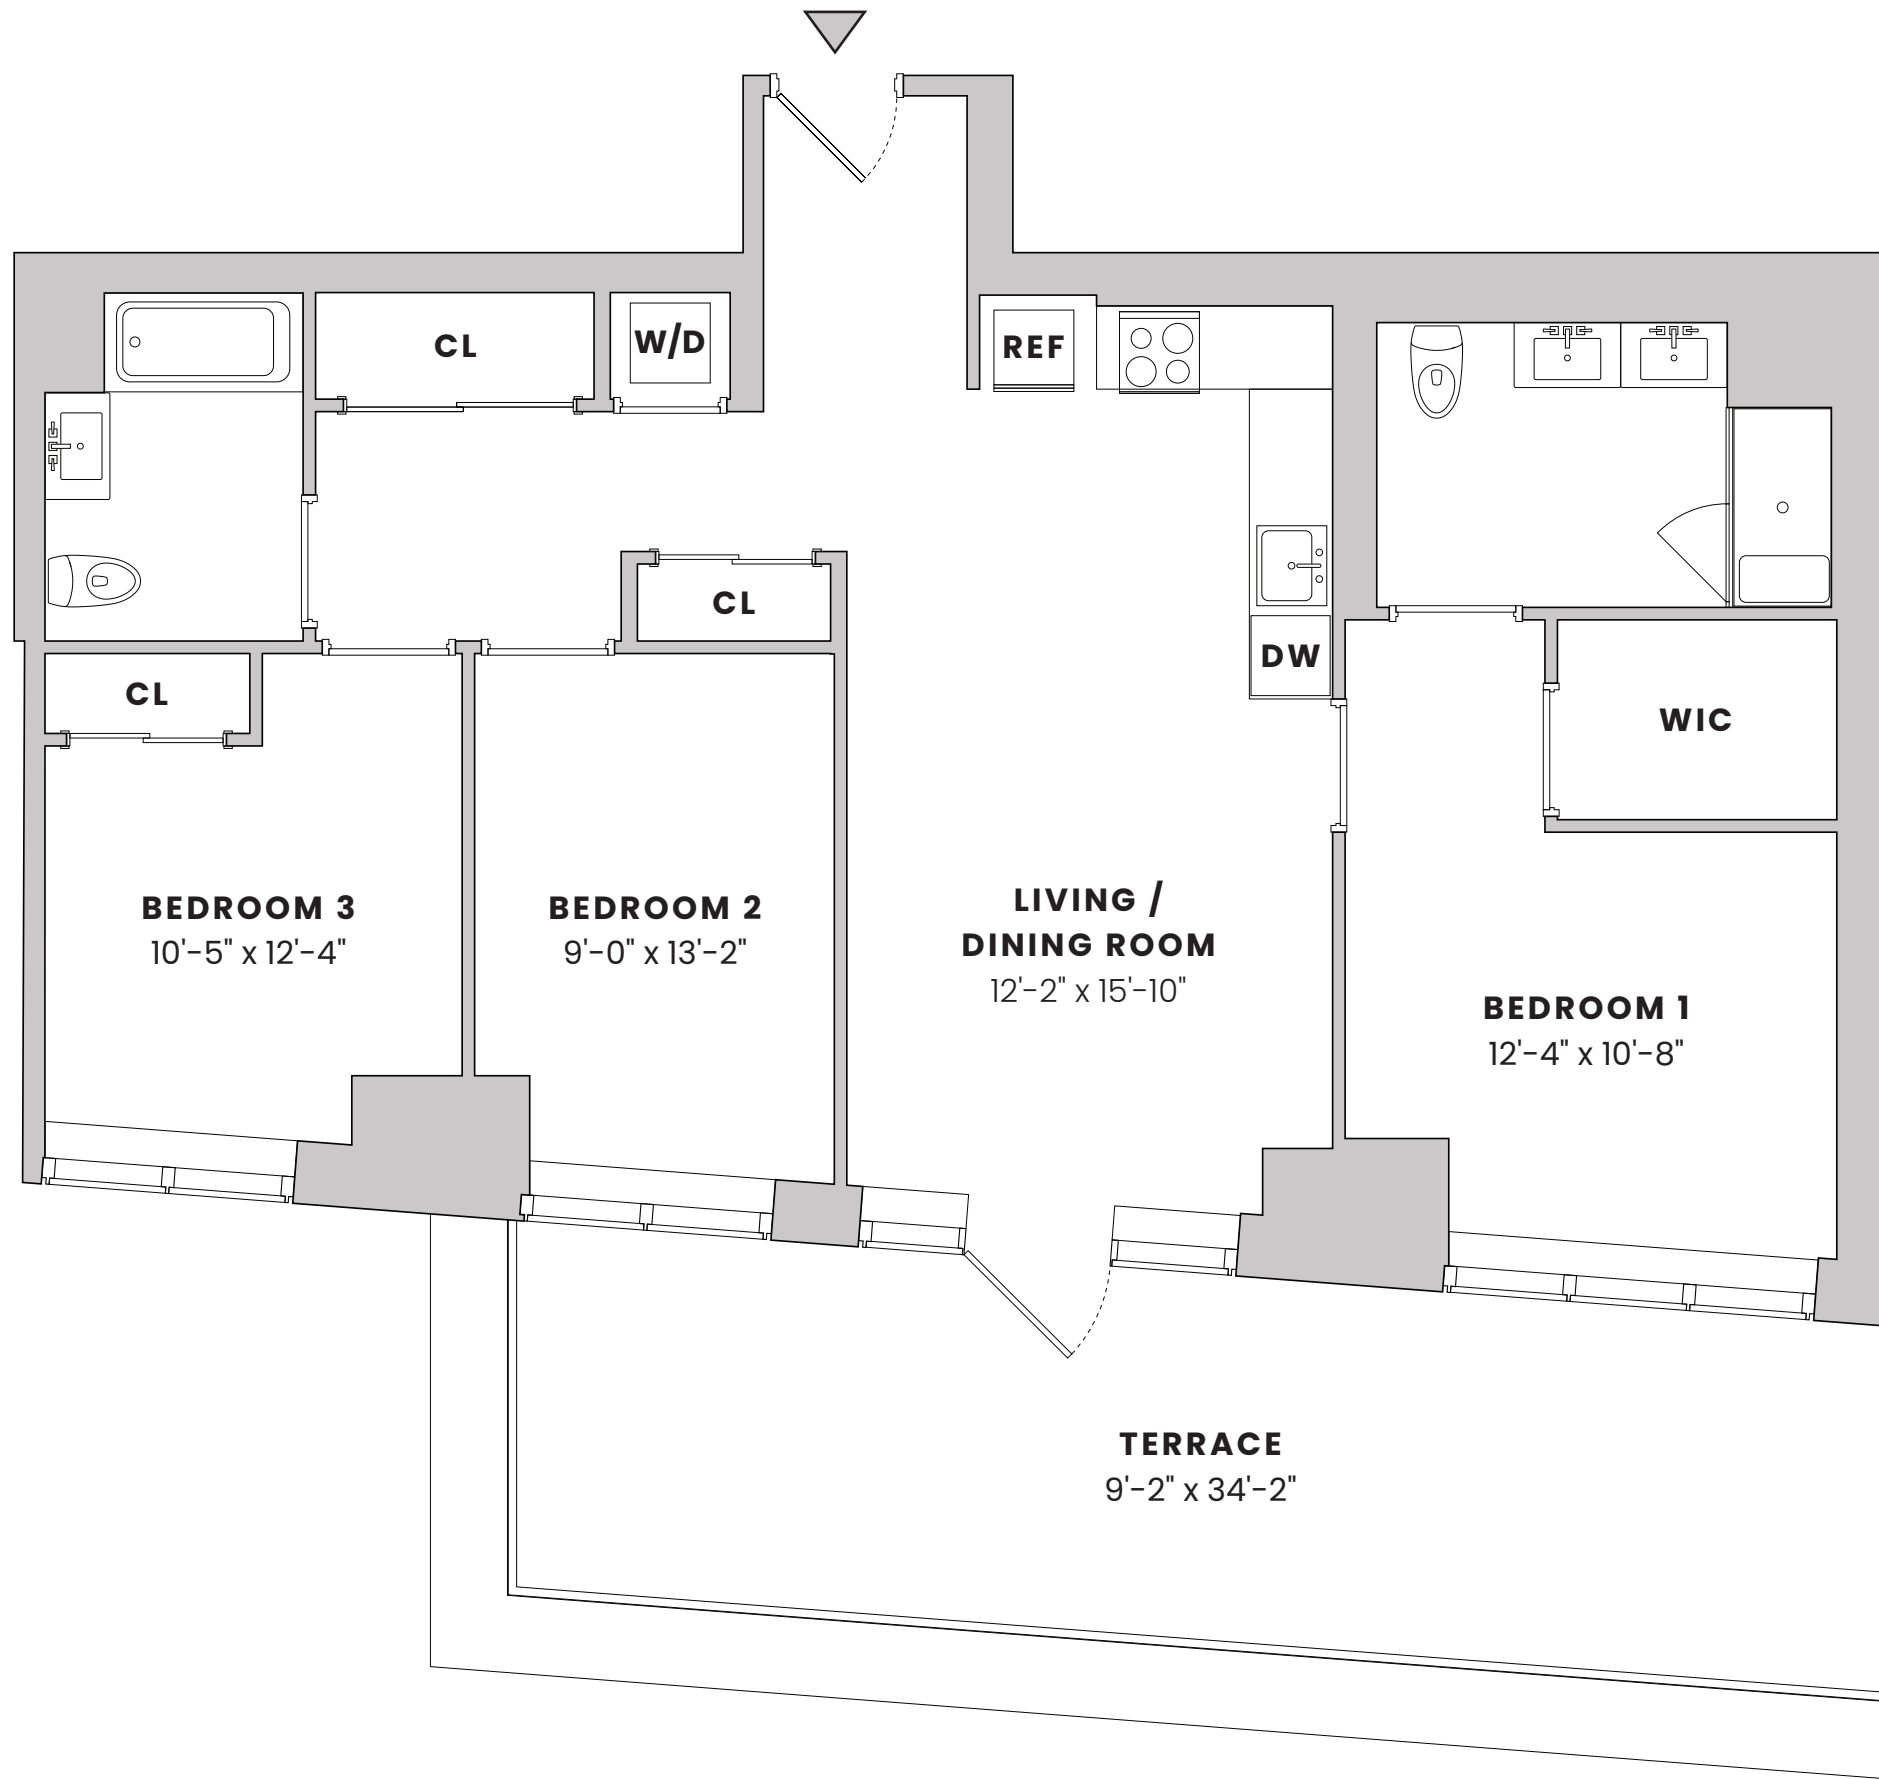 CL
W/D
REF
CL
DW
CL
WIC
BEDROOM 3
10'-5" x 12'-4"
BEDROOM 2
9'-0" x 13'-2"
LIVING /
DINING ROOM
12'-2" x 15'-10"
BEDROOM 1
12'-4" x 10'-8"
TERRACE
9'-2" x 34'-2"